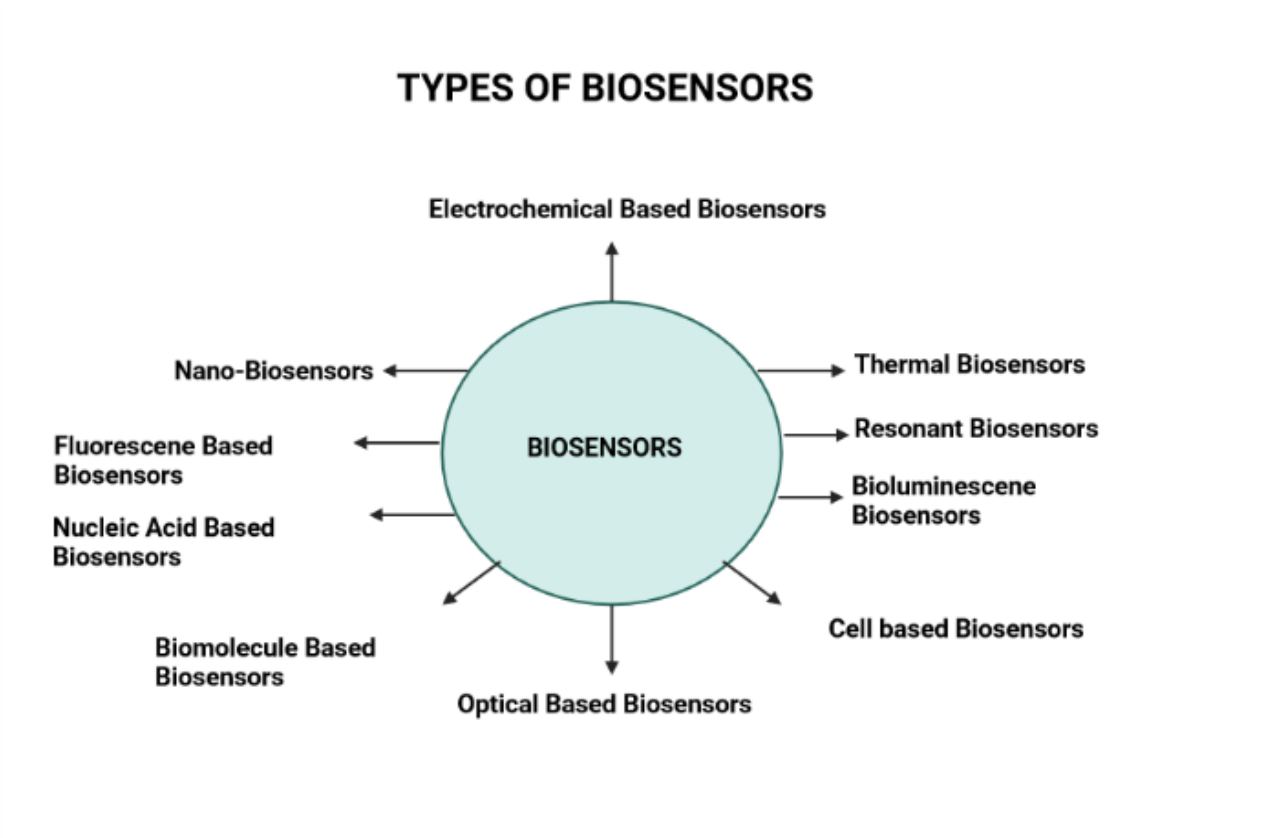 TYPES OF BIOSENSORS
Electrochemical Based Biosensors
Nano-Biosensors
Thermal Biosensors
Resonant Biosensors
Fluorescene Based
Biosensors
BIOSENSORS
Bioluminescene
Biosensors
Nucleic Acid Based
Biosensors
Cell based Biosensors
Biomolecule Based
Biosensors
Optical Based Biosensors